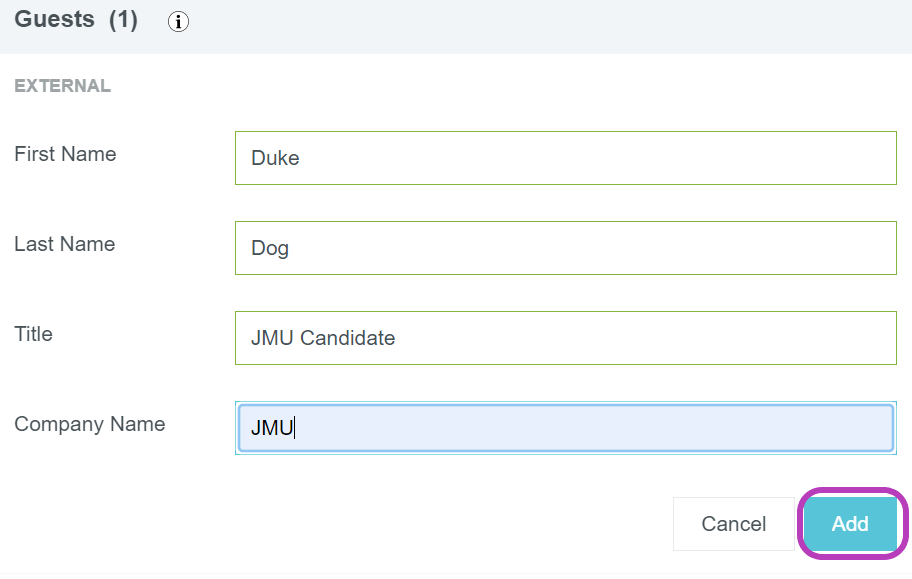 Guests (1) i
EXTERNAL
First Name Duke
Last Name Dog
Title JMU Candidate
Company Name JMU
Cancel Add